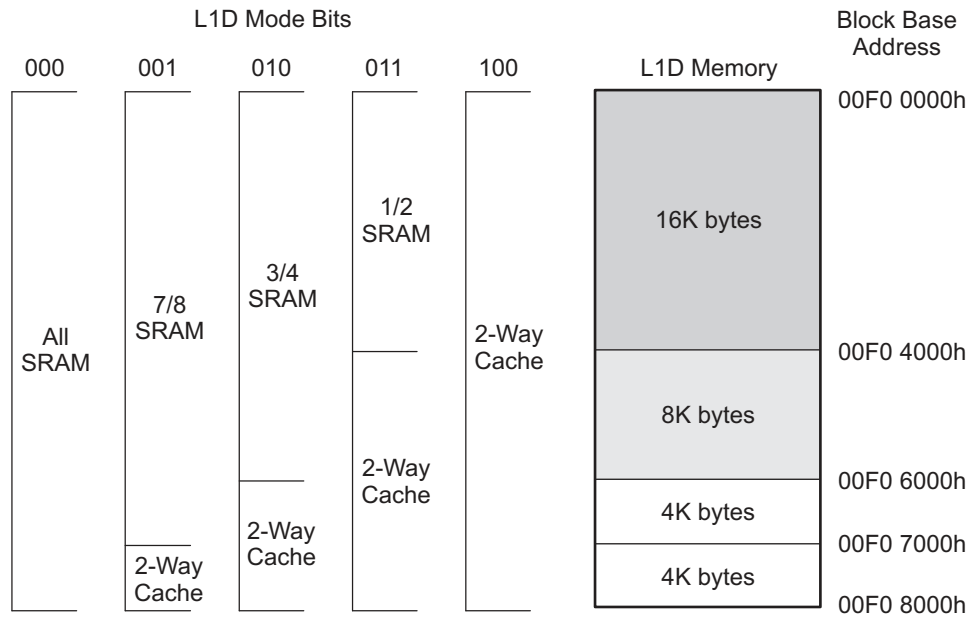 L1D Mode Bits
000 001 010 011 100 L1D Memory
Block Base
Address
All
SRAM
7/8
SRAM
2-Way
Cache
3/4
SRAM
2-Way
Cache
1/2
SRAM
2-Way
Cache
2-Way
Cache
16K bytes
8K bytes
4K bytes
4K bytes
00F0 0000h
00F0 4000h
00F0 6000h
00F0 7000h
00F0 8000h